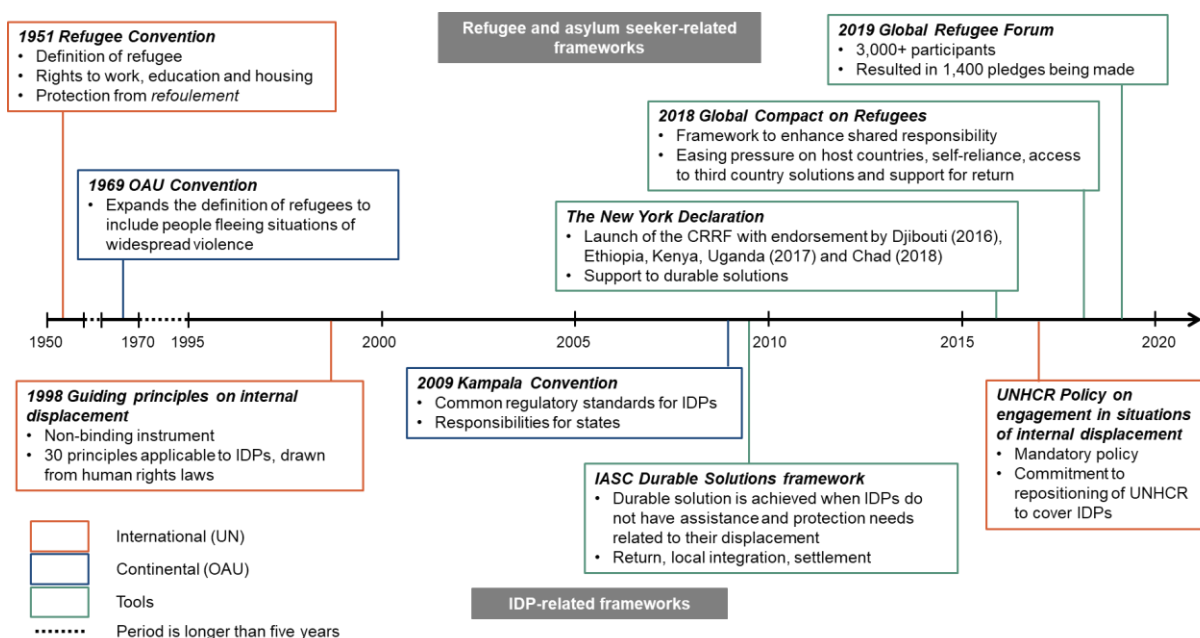 Refugee and asylum seeker-related
frameworks
1951 Refugee Convention
• Definition of refugee
• Rights to work, education and housing
• Protection from refoulement
2019 Global Refugee Forum
• 3,000+ participants
• Resulted in 1,400 pledges being made
2018 Global Compact on Refugees
• Framework to enhance shared responsibility
• Easing pressure on host countries, self-reliance, access
to third country solutions and support for return
1969 OAU Convention
• Expands the definition of refugees to
include people fleeing situations of
widespread violence
The New York Declaration
• Launch of the CRRF with endorsement by Djibouti (2016),
Ethiopia, Kenya, Uganda (2017) and Chad (2018)
• Support to durable solutions
1950 1970 1995 2000 2005 2010 2015 2020
1998 Guiding principles on internal
displacement
• Non-binding instrument
• 30 principles applicable to IDPs, drawn
from human rights laws
2009 Kampala Convention
• Common regulatory standards for IDPs
• Responsibilities for states
UNHCR Policy on
engagement in situations
of internal displacement
• Mandatory policy
• Commitment to
repositioning of UNHCR
to cover IDPs
IASC Durable Solutions framework
• Durable solution is achieved when IDPs do
not have assistance and protection needs
related to their displacement
• Return, local integration, settlement
International (UN)
Continental (OAU)
Tools
Period is longer than five years
IDP-related frameworks